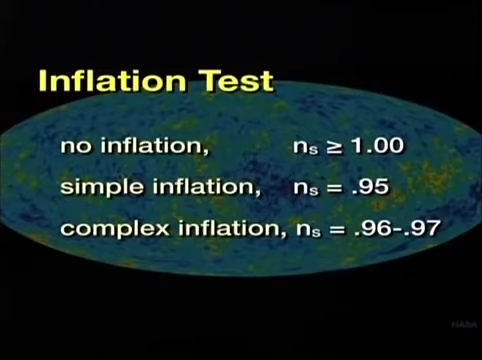 Inflation Test
no inflation, nₛ ≥ 1.00
simple inflation, nₛ = .95
complex inflation, nₛ = .96-.97
NASA